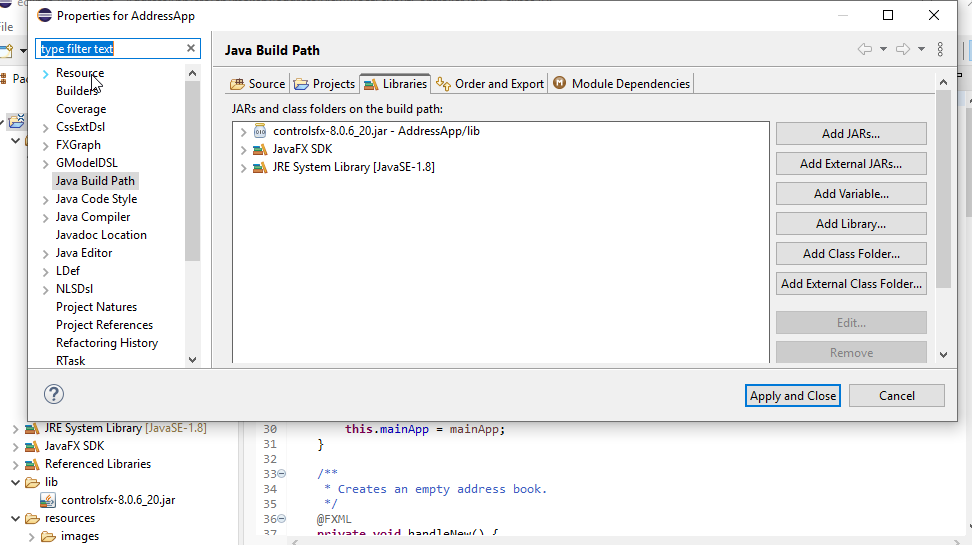 Properties for AddressApp
File
type filter text
Java Build Path
Resource
Builders
Coverage
CssExtDsl
FXGraph
GModelDSL
Java Build Path
Java Code Style
Java Compiler
Javadoc Location
Java Editor
LDef
NLSDsl
Project Natures
Project References
Refactoring History
RTask
Source
Projects
Libraries
Order and Export
Module Dependencies
JARs and class folders on the build path:
controlsfx-8.0.6_20.jar - AddressApp/lib
JavaFX SDK
JRE System Library [JavaSE-1.8]
Add JARs...
Add External JARs...
Add Variable...
Add Library...
Add Class Folder...
Add External Class Folder...
Edit...
Remove
Apply and Close
Cancel
JRE System Library [JavaSE-1.8]
JavaFX SDK
Referenced Libraries
lib
controlsfx-8.0.6_20.jar
resources
images
30 this.mainApp = mainApp;
31 }
32
33 /**
34 * Creates an empty address book.
35 */
36 @FXML
37 private void handleNew() {